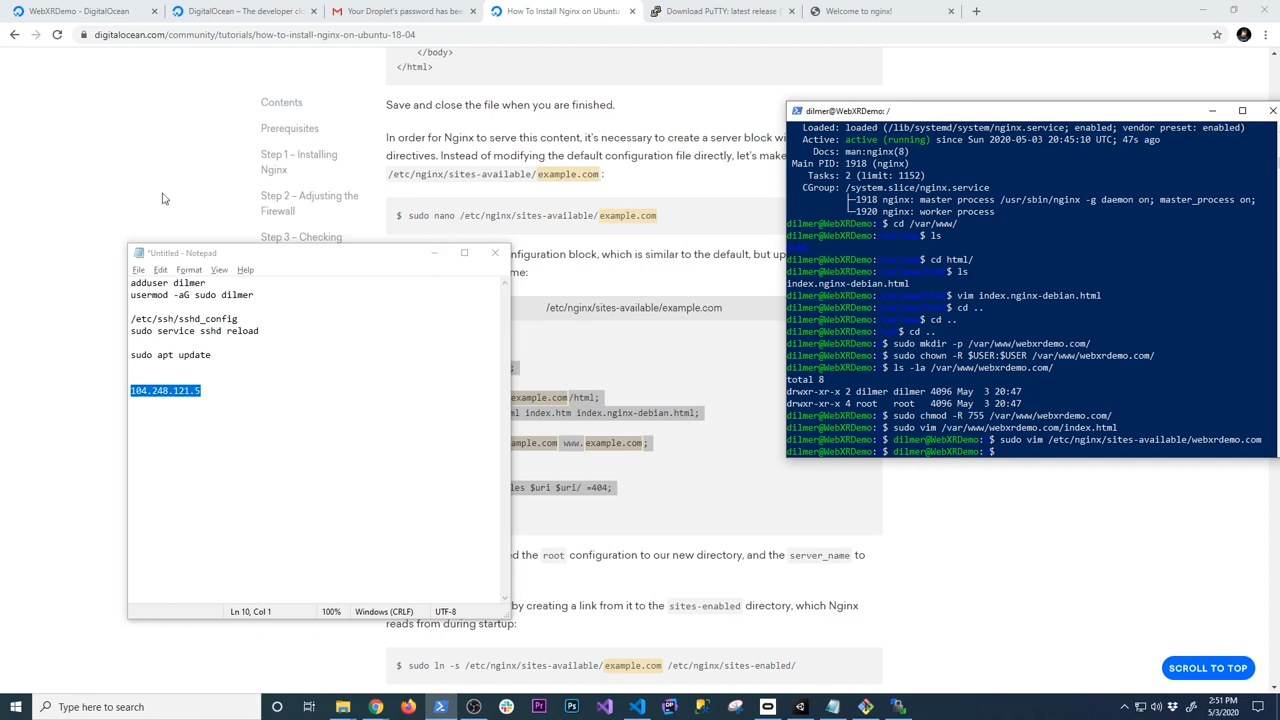 WebXRDemo - DigitalOcean
DigitalOcean – The developer clo
Your Droplet's password has bee
How To Install Nginx on Ubuntu
Download PuTTY: latest release (
Welcome to nginx!
digitalocean.com/community/tutorials/how-to-install-nginx-on-ubuntu-18-04
</body>
</html>
Save and close the file when you are finished.
In order for Nginx to serve this content, it's necessary to create a server block wi
directives. Instead of modifying the default configuration file directly, let's make
/etc/nginx/sites-available/example.com :
$ sudo nano /etc/nginx/sites-available/example.com
Contents
Prerequisites
Step 1 – Installing
Nginx
Step 2 – Adjusting the
Firewall
Step 3 – Checking
onfiguration block, which is similar to the default, but up
me:
/etc/nginx/sites-available/example.com
;
example.com/html;
ml index.htm index.nginx-debian.html;
example.com www.example.com;
les $uri $uri/ =404;
d the root configuration to our new directory, and the server_name to
by creating a link from it to the sites-enabled directory, which Nginx
reads from during startup:
$ sudo ln -s /etc/nginx/sites-available/example.com /etc/nginx/sites-enabled/
SCROLL TO TOP
*Untitled - Notepad
File Edit Format View Help
adduser dilmer
usermod -aG sudo dilmer
/etc/ssh/sshd_config
sudo service sshd reload
sudo apt update
104.248.121.5
Ln 10, Col 1 100% Windows (CRLF) UTF-8
dilmer@WebXRDemo: /
Loaded: loaded (/lib/systemd/system/nginx.service; enabled; vendor preset: enabled)
Active: active (running) since Sun 2020-05-03 20:45:10 UTC; 47s ago
Docs: man:nginx(8)
Main PID: 1918 (nginx)
Tasks: 2 (limit: 1152)
CGroup: /system.slice/nginx.service
├─1918 nginx: master process /usr/sbin/nginx -g daemon on; master_process on;
└─1920 nginx: worker process
dilmer@WebXRDemo: $ cd /var/www/
dilmer@WebXRDemo: $ ls
dilmer@WebXRDemo: $ cd html/
dilmer@WebXRDemo: $ ls
index.nginx-debian.html
dilmer@WebXRDemo: $ vim index.nginx-debian.html
dilmer@WebXRDemo: $ cd ..
dilmer@WebXRDemo: $ cd ..
dilmer@WebXRDemo: $ cd ..
dilmer@WebXRDemo: $ sudo mkdir -p /var/www/webxrdemo.com/
dilmer@WebXRDemo: $ sudo chown -R $USER:$USER /var/www/webxrdemo.com/
dilmer@WebXRDemo: $ ls -la /var/www/webxrdemo.com/
total 8
drwxr-xr-x 2 dilmer dilmer 4096 May 3 20:47
drwxr-xr-x 4 root root 4096 May 3 20:47
dilmer@WebXRDemo: $ sudo chmod -R 755 /var/www/webxrdemo.com/
dilmer@WebXRDemo: $ sudo vim /var/www/webxrdemo.com/index.html
dilmer@WebXRDemo: $ dilmer@WebXRDemo: $ sudo vim /etc/nginx/sites-available/webxrdemo.com
dilmer@WebXRDemo: $ dilmer@WebXRDemo: $
Type here to search
2:51 PM
5/3/2020